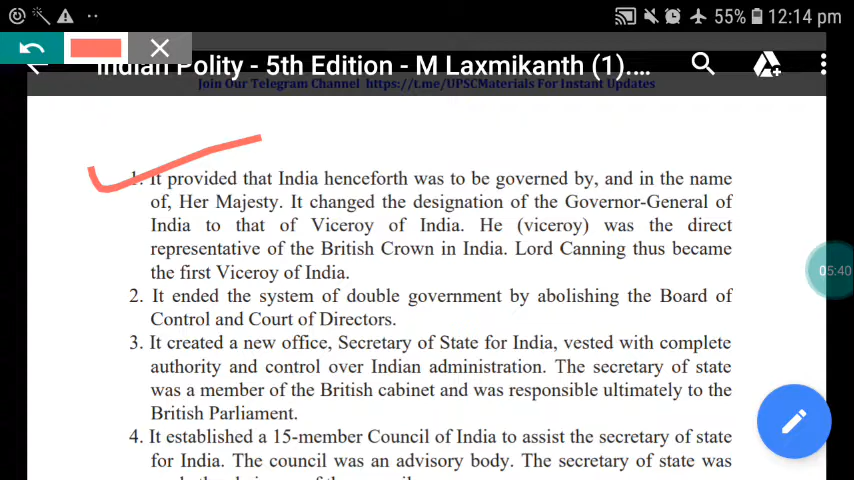 55% 12:14 pm
Indian Polity - 5th Edition - M Laxmikanth (1)....
Join Our Telegram Channel https://t.me/UPSCMaterials For Instant Updates
1. It provided that India henceforth was to be governed by, and in the name
of, Her Majesty. It changed the designation of the Governor-General of
India to that of Viceroy of India. He (viceroy) was the direct
representative of the British Crown in India. Lord Canning thus became
the first Viceroy of India.
05:40
2. It ended the system of double government by abolishing the Board of
Control and Court of Directors.
3. It created a new office, Secretary of State for India, vested with complete
authority and control over Indian administration. The secretary of state
was a member of the British cabinet and was responsible ultimately to the
British Parliament.
4. It established a 15-member Council of India to assist the secretary of state
for India. The council was an advisory body. The secretary of state was